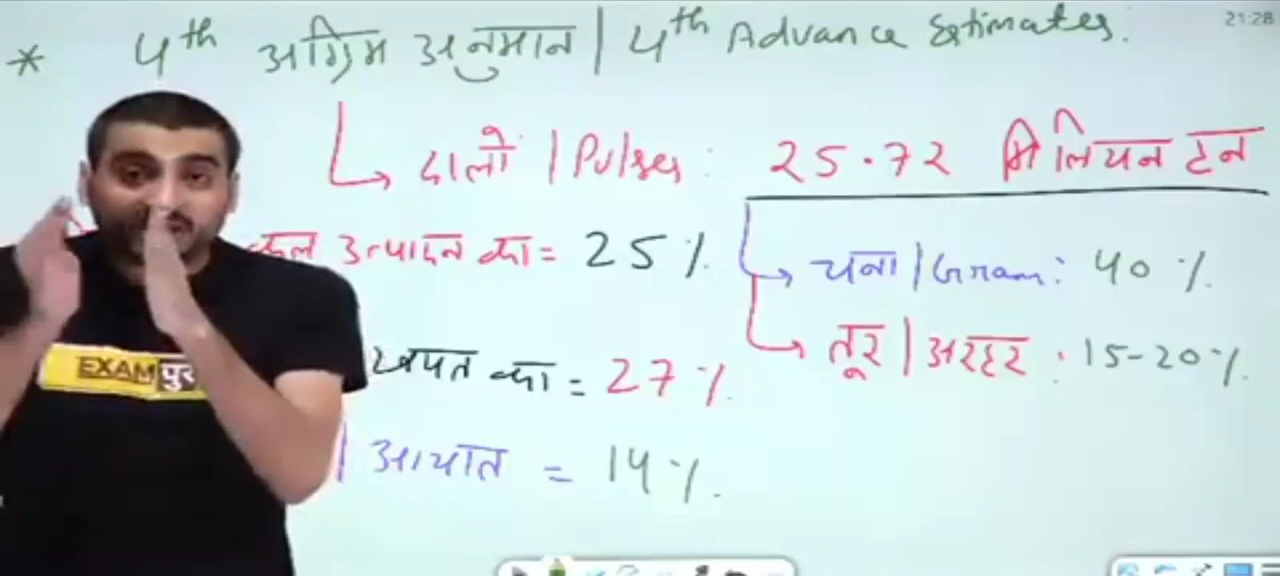 21:28
* 4th अग्रिम अनुमान | 4th Advance Estimates.
दालों | Pulses : 25.72 मिलियन टन
कुल उत्पादन का = 25 %.
चना | Gram : 40 %.
तूर | अरहर : 15-20 %.
खपत का = 27 %.
| आयात = 14 %.
EXAM पुर